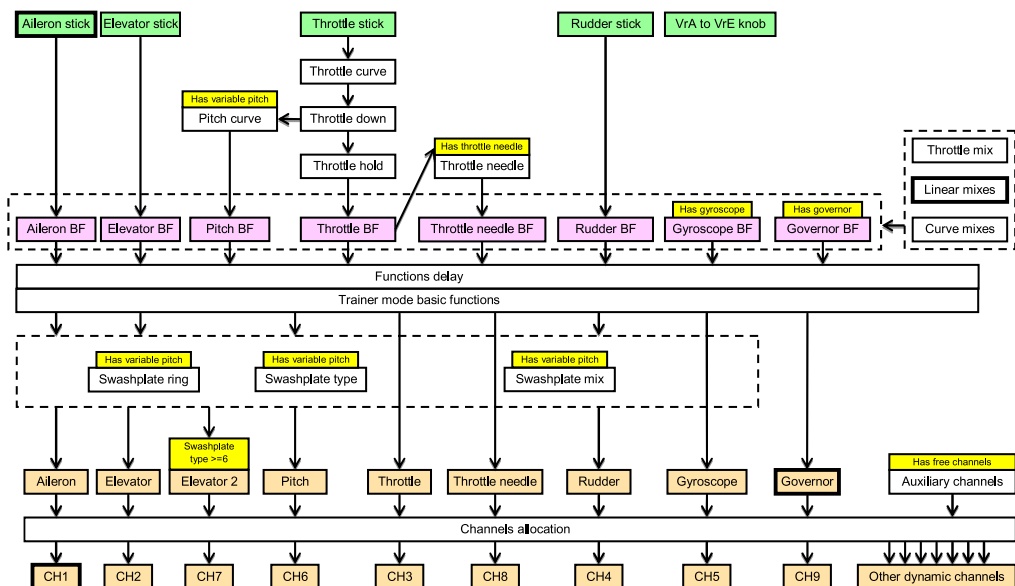 Aileron stick
Elevator stick
Throttle stick
Rudder stick
VrA to VrE knob
Throttle curve
Has variable pitch
Pitch curve
Throttle down
Has throttle needle
Throttle hold
Throttle needle
Throttle mix
Linear mixes
Curve mixes
Has gyroscope
Has governor
Aileron BF
Elevator BF
Pitch BF
Throttle BF
Throttle needle BF
Rudder BF
Gyroscope BF
Governor BF
Functions delay
Trainer mode basic functions
Has variable pitch
Swashplate ring
Has variable pitch
Swashplate type
Has variable pitch
Swashplate mix
Swashplate
type >=6
Aileron
Elevator
Elevator 2
Pitch
Throttle
Throttle needle
Rudder
Gyroscope
Governor
Has free channels
Auxiliary channels
Channels allocation
CH1
CH2
CH7
CH6
CH3
CH8
CH4
CH5
CH9
Other dynamic channels